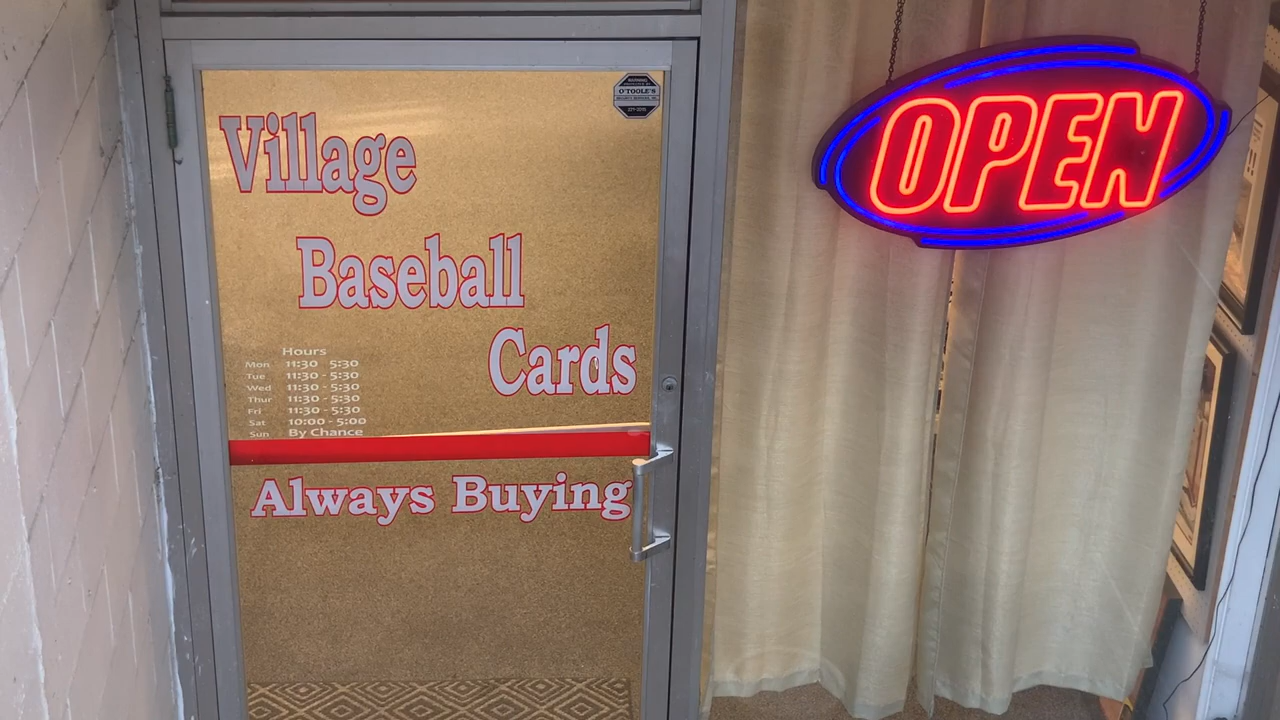 Village
Baseball
Cards
Hours
Mon 11:30 5:30
Tue 11:30 - 5:30
Wed 11:30 - 5:30
Thur 11:30 - 5:30
Fri 11:30 - 5:30
Sat 10:00 - 5:00
Sun By Chance
Always Buying
WARNING
O'TOOLE'S
OPEN